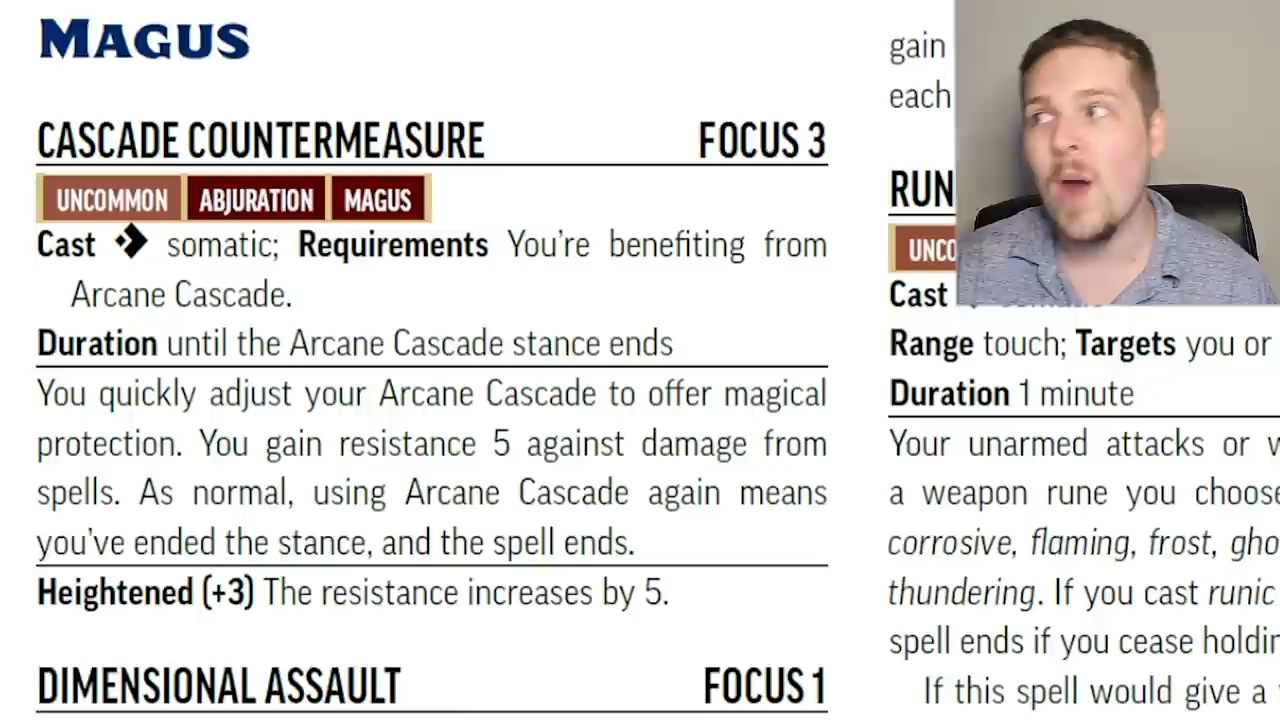 MAGUS
CASCADE COUNTERMEASURE FOCUS 3
UNCOMMON ABJURATION MAGUS
Cast somatic; Requirements You're benefiting from
Arcane Cascade.
Duration until the Arcane Cascade stance ends
You quickly adjust your Arcane Cascade to offer magical
protection. You gain resistance 5 against damage from
spells. As normal, using Arcane Cascade again means
you've ended the stance, and the spell ends.
Heightened (+3) The resistance increases by 5.
DIMENSIONAL ASSAULT FOCUS 1
gain
each
RUN
UNCO
Cast
Range touch; Targets you or
Duration 1 minute
Your unarmed attacks or w
a weapon rune you choose
corrosive, flaming, frost, gho
thundering. If you cast runic
spell ends if you cease holdin
If this spell would give a